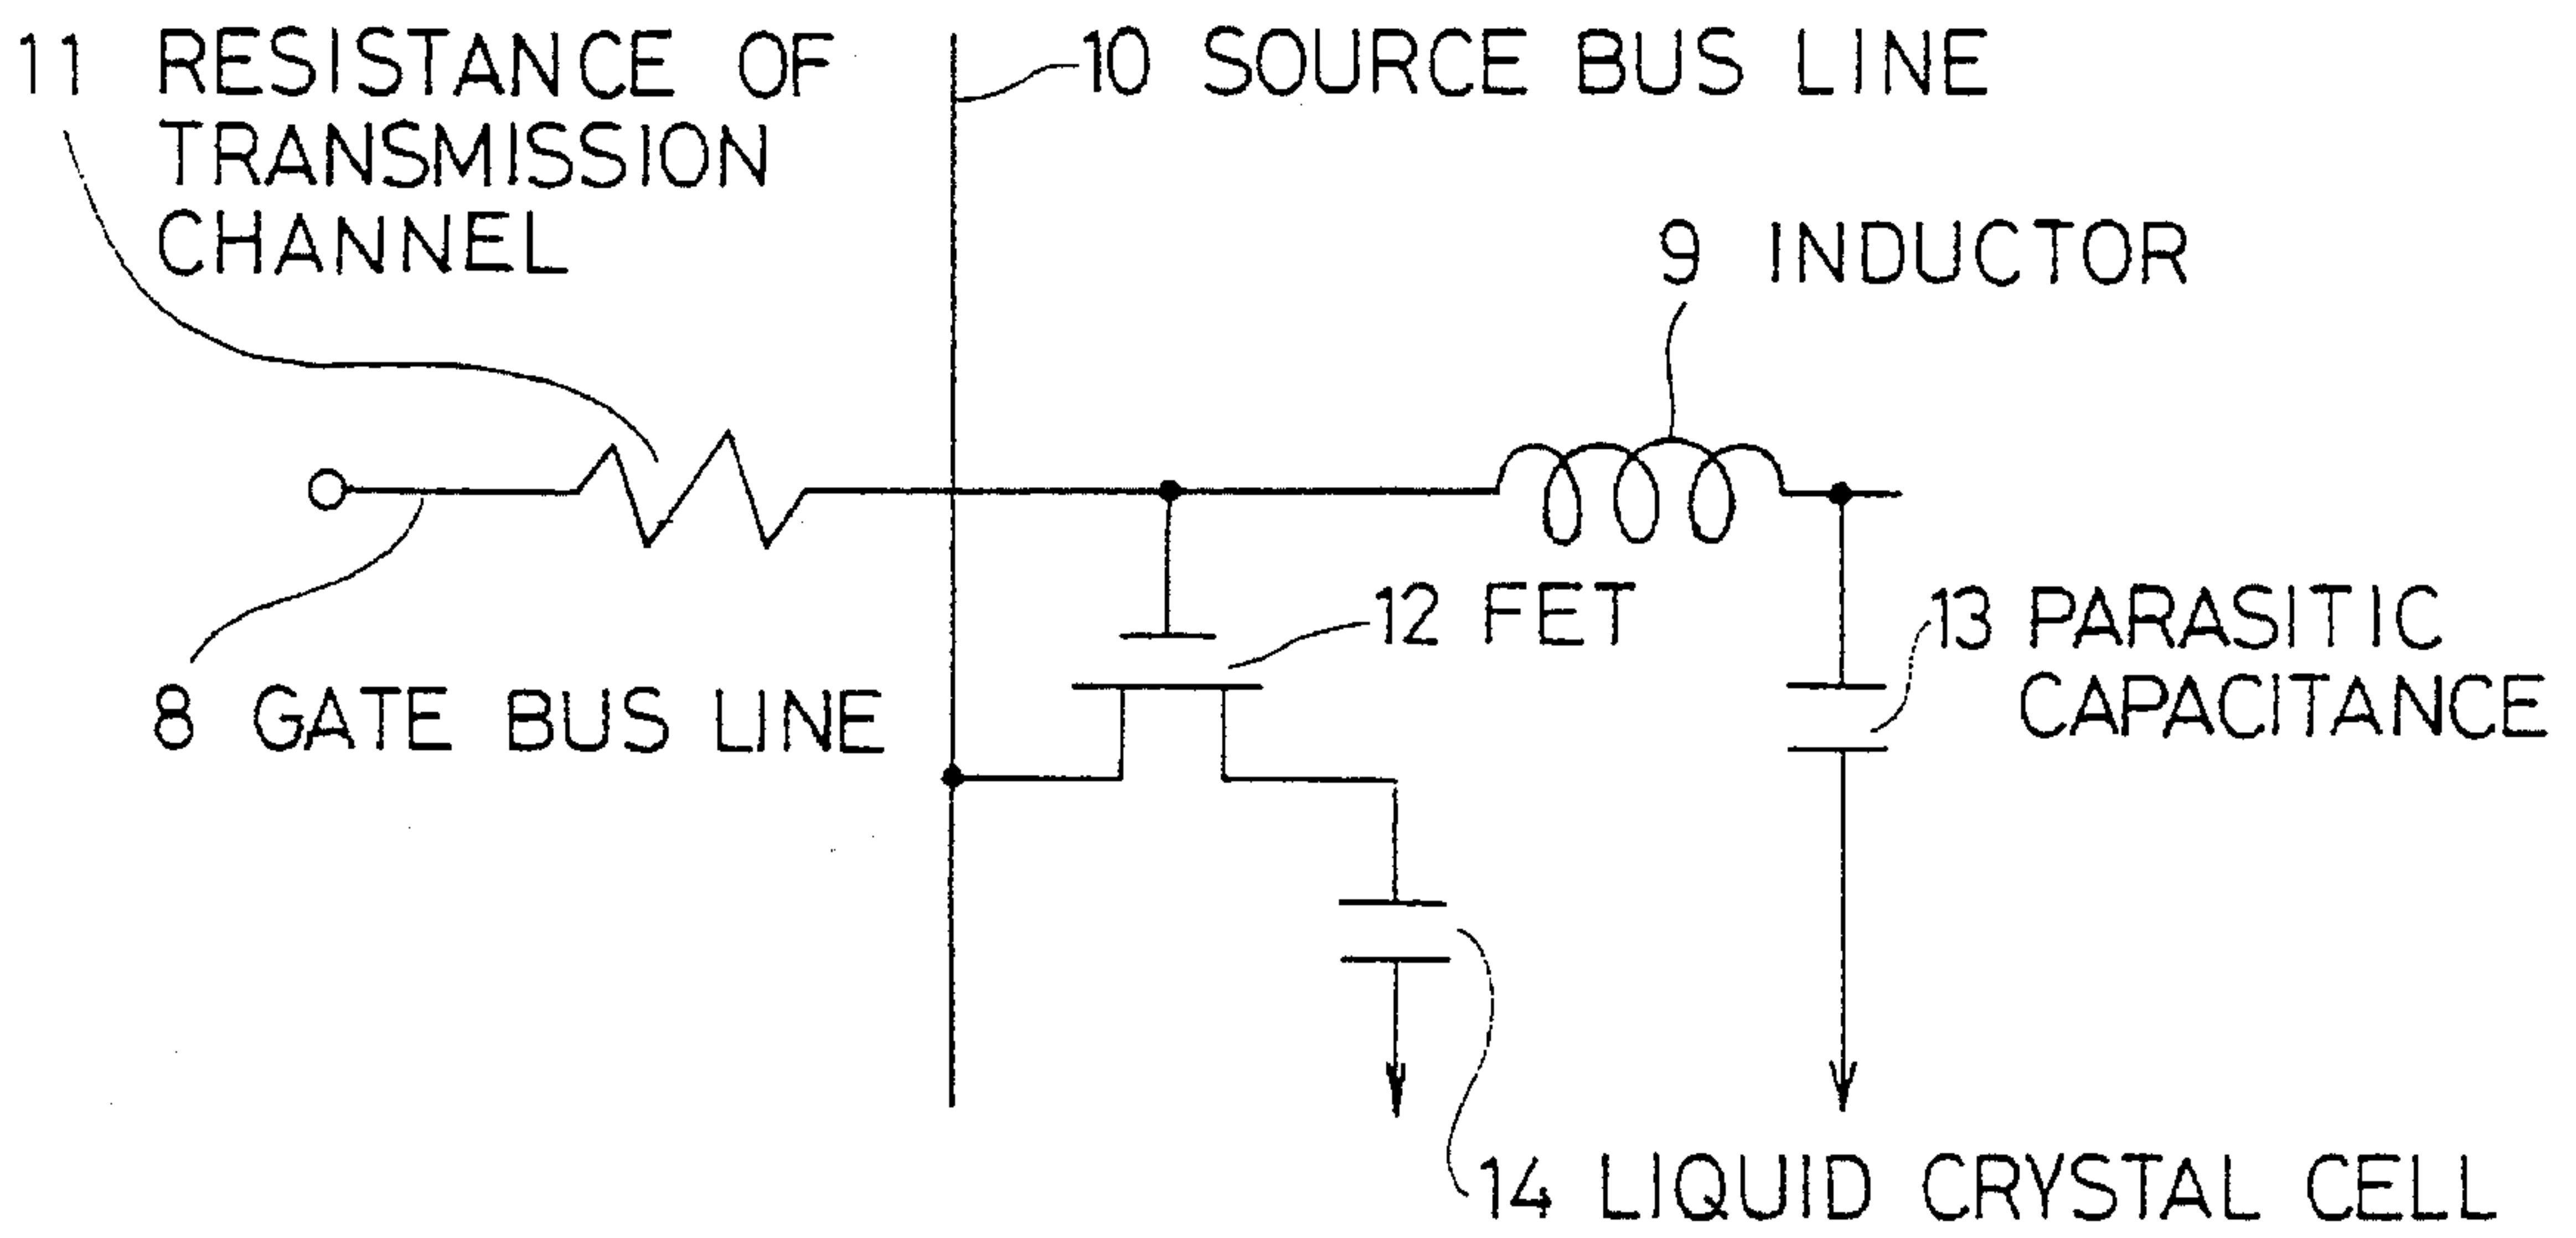 11 RESISTANCE OF
TRANSMISSION
CHANNEL
10 SOURCE BUS LINE
9 INDUCTOR
12 FET
13 PARASITIC
CAPACITANCE
8 GATE BUS LINE
14 LIQUID CRYSTAL CELL